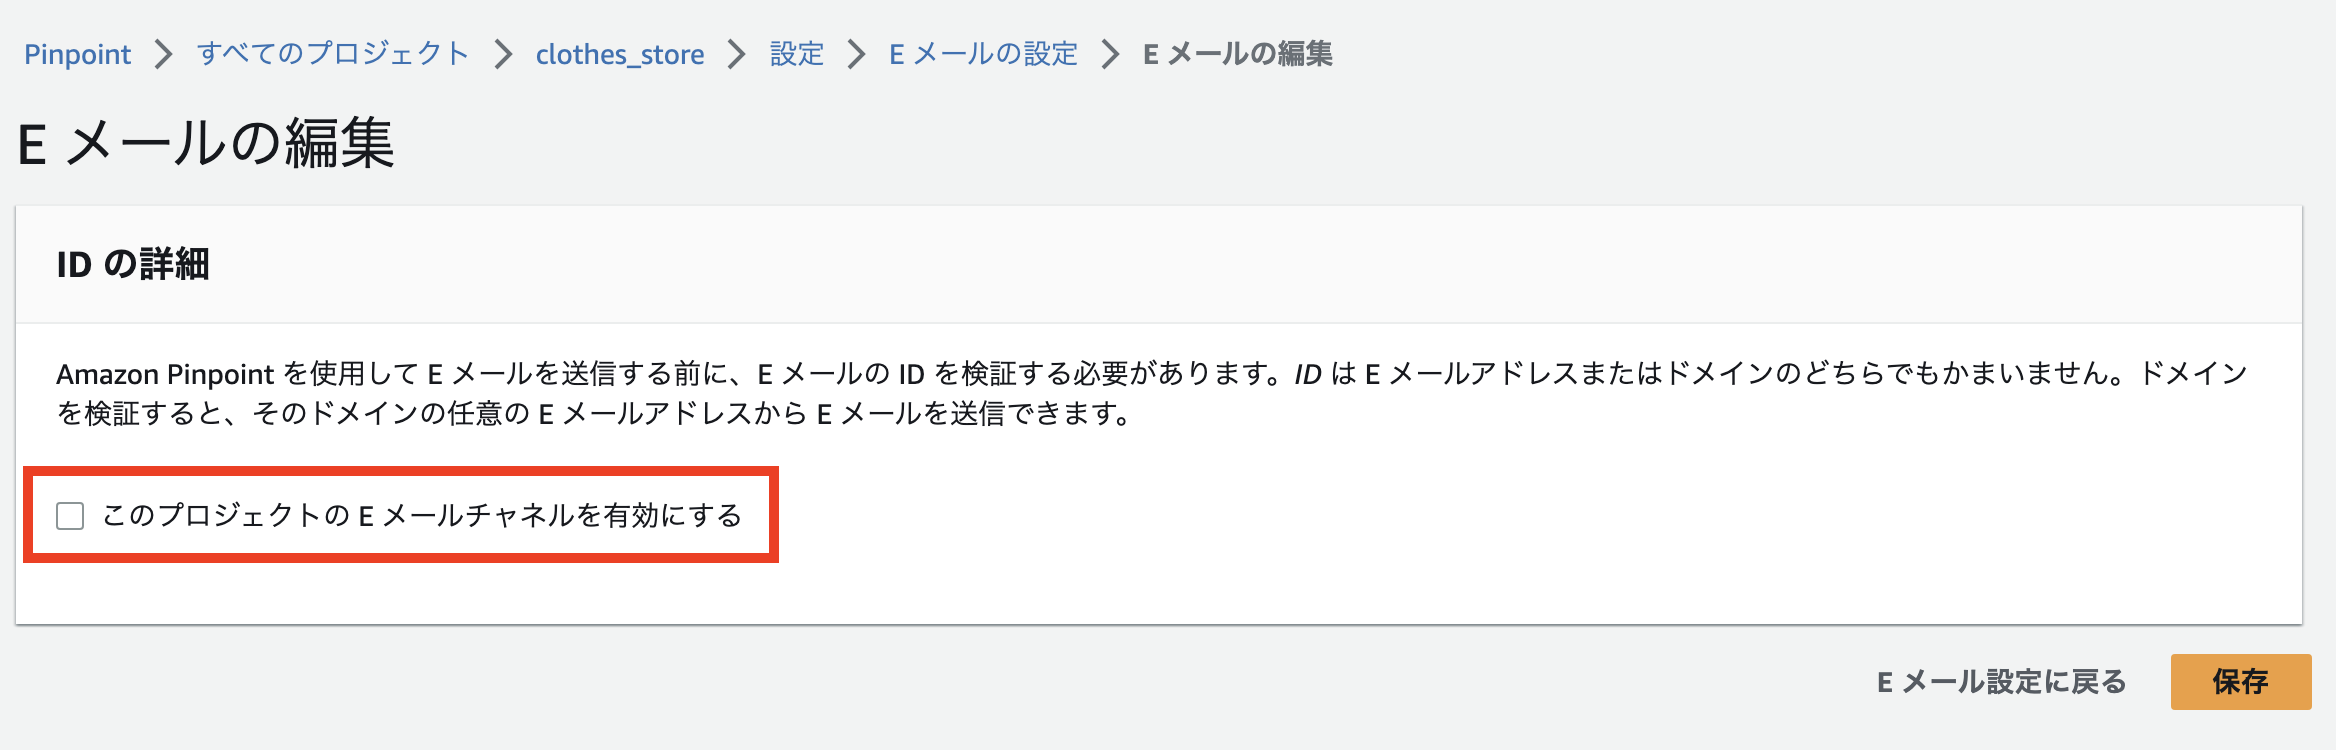 Pinpoint > すべてのプロジェクト > clothes_store > 設定 > E メールの設定 > E メールの編集
E メールの編集
ID の詳細
Amazon Pinpoint を使用して E メールを送信する前に、E メールの ID を検証する必要があります。ID は E メールアドレスまたはドメインのどちらでもかまいません。ドメイン
を検証すると、そのドメインの任意の E メールアドレスから E メールを送信できます。
このプロジェクトの E メールチャネルを有効にする
E メール設定に戻る 保存